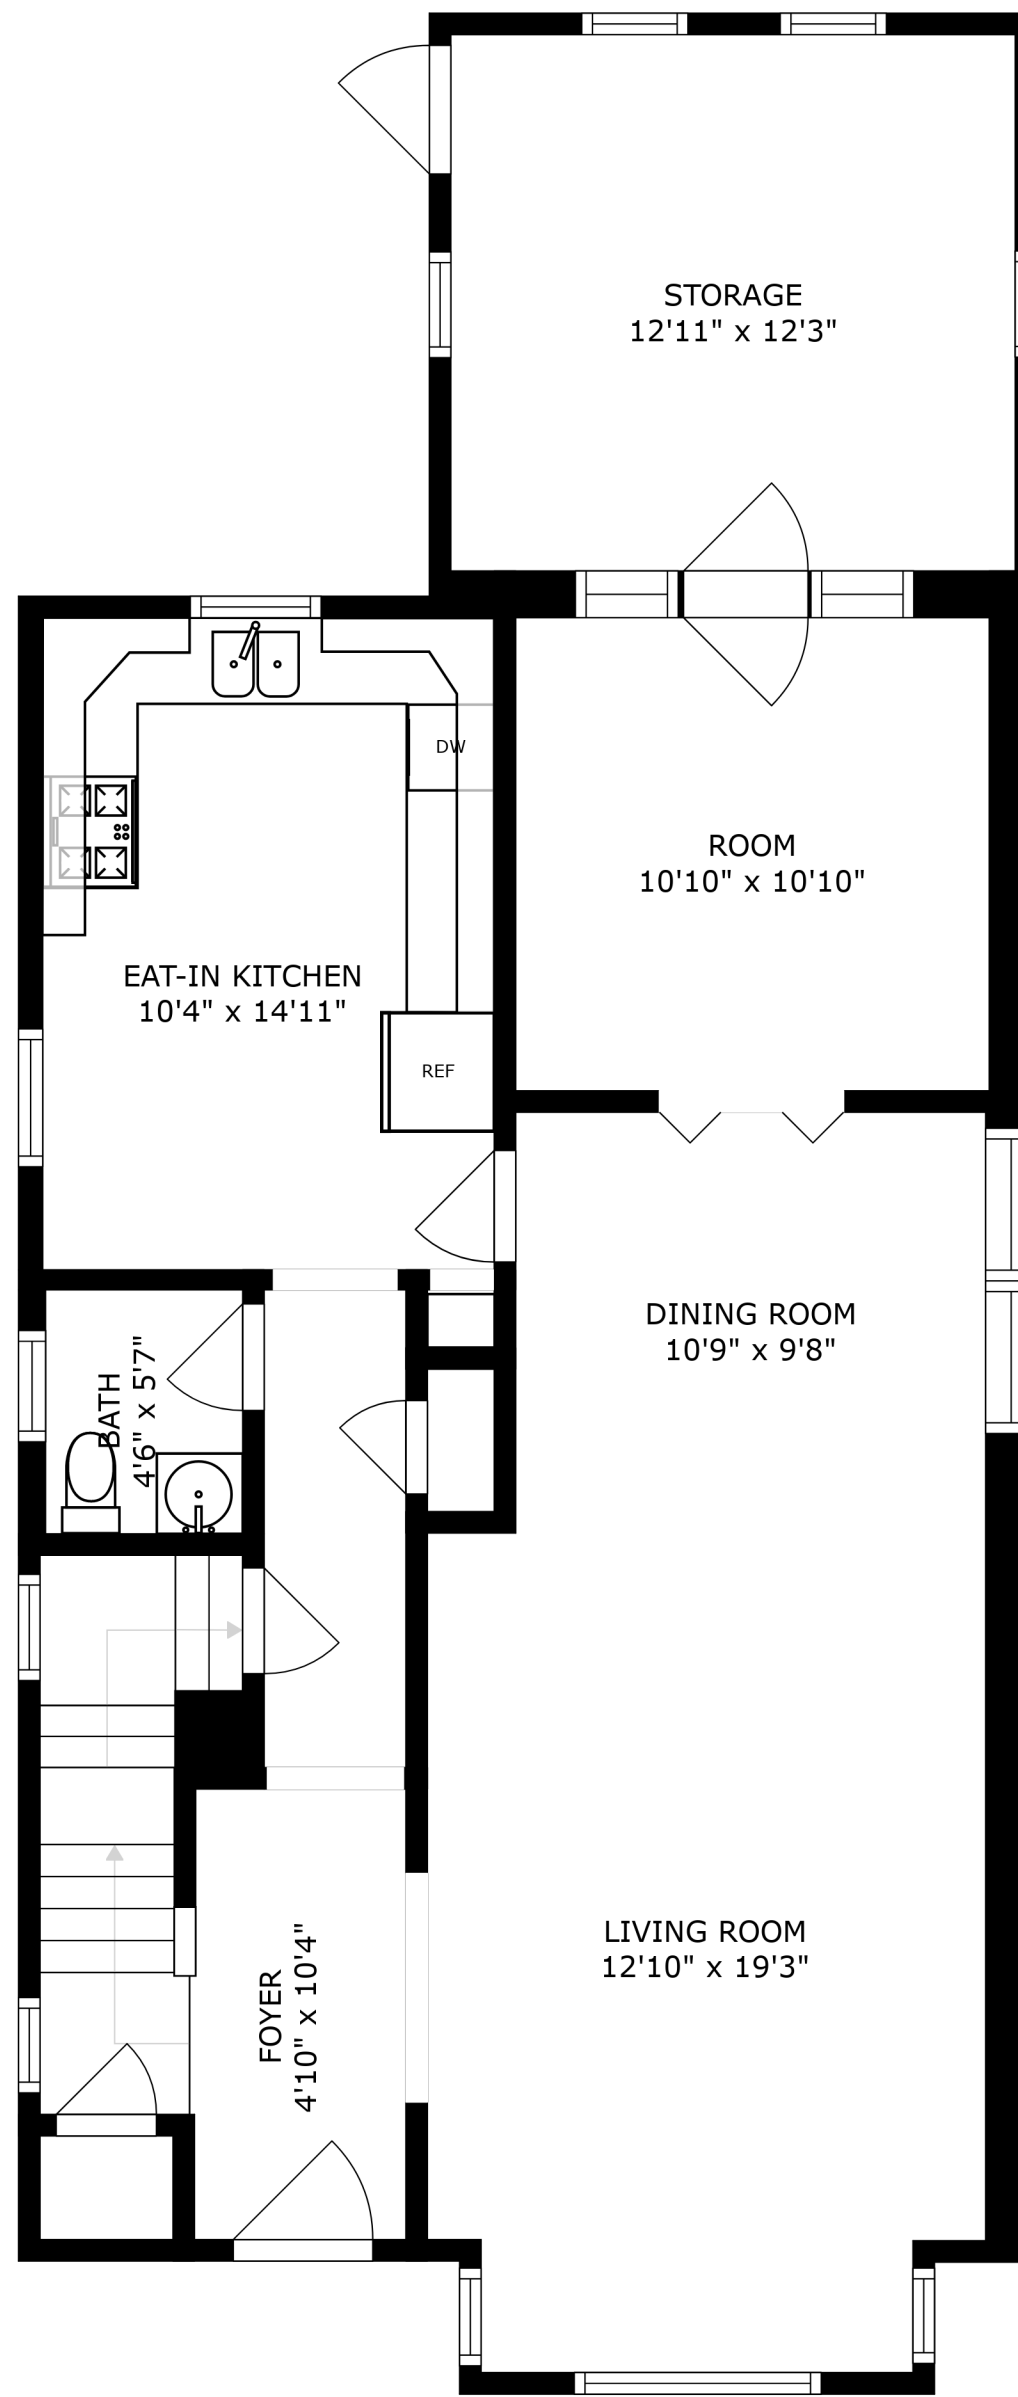 STORAGE
12'11" x 12'3"
DW
ROOM
10'10" x 10'10"
EAT-IN KITCHEN
10'4" x 14'11"
REF
DINING ROOM
10'9" x 9'8"
BATH
4'6" x 5'7"
LIVING ROOM
12'10" x 19'3"
FOYER
4'10" x 10'4"